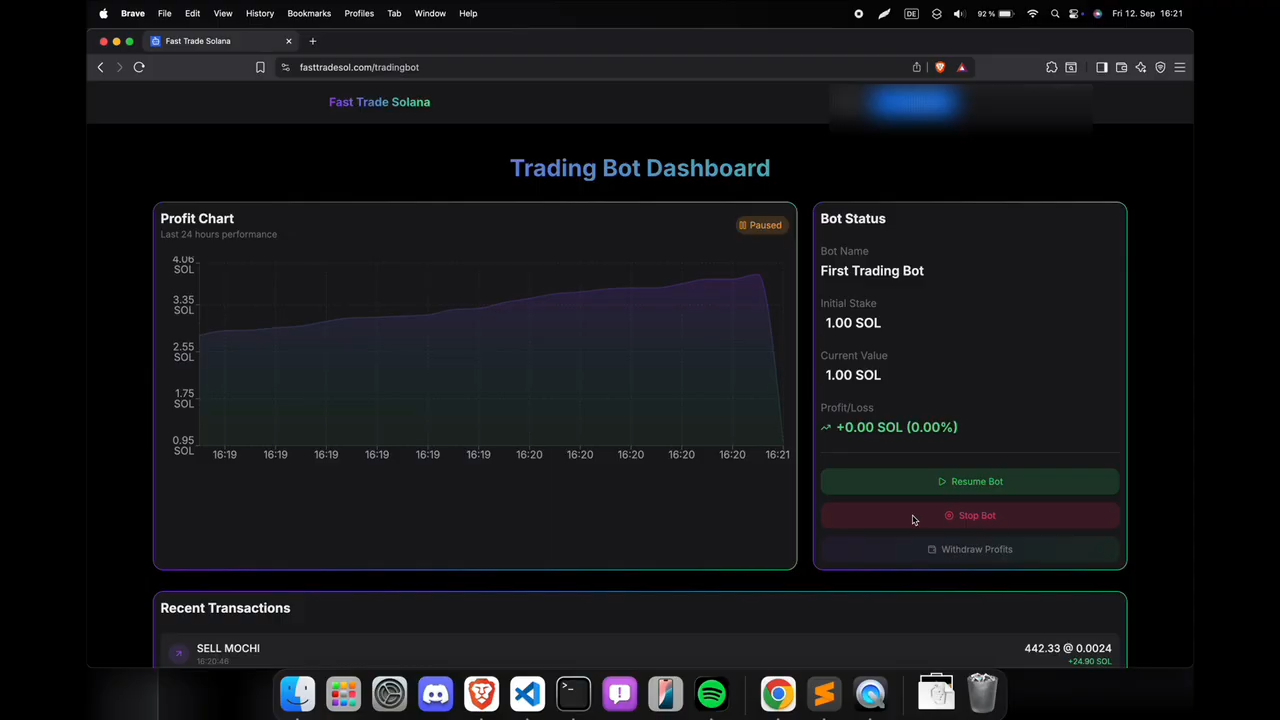 Brave File Edit View History Bookmarks Profiles Tab Window Help DE 92 % Fri 12. Sep 16:21
Fast Trade Solana
fasttradesol.com/tradingbot
Fast Trade Solana
Trading Bot Dashboard
Profit Chart
Last 24 hours performance
Paused
4.06
SOL
3.35
SOL
2.55
SOL
1.75
SOL
0.95
SOL
16:19 16:19 16:19 16:19 16:19 16:19 16:20 16:20 16:20 16:20 16:20 16:21
Bot Status
Bot Name
First Trading Bot
Initial Stake
1.00 SOL
Current Value
1.00 SOL
Profit/Loss
+0.00 SOL (0.00%)
Resume Bot
Stop Bot
Withdraw Profits
Recent Transactions
SELL MOCHI 442.33 @ 0.0024
16:20:46 +24.90 SOL